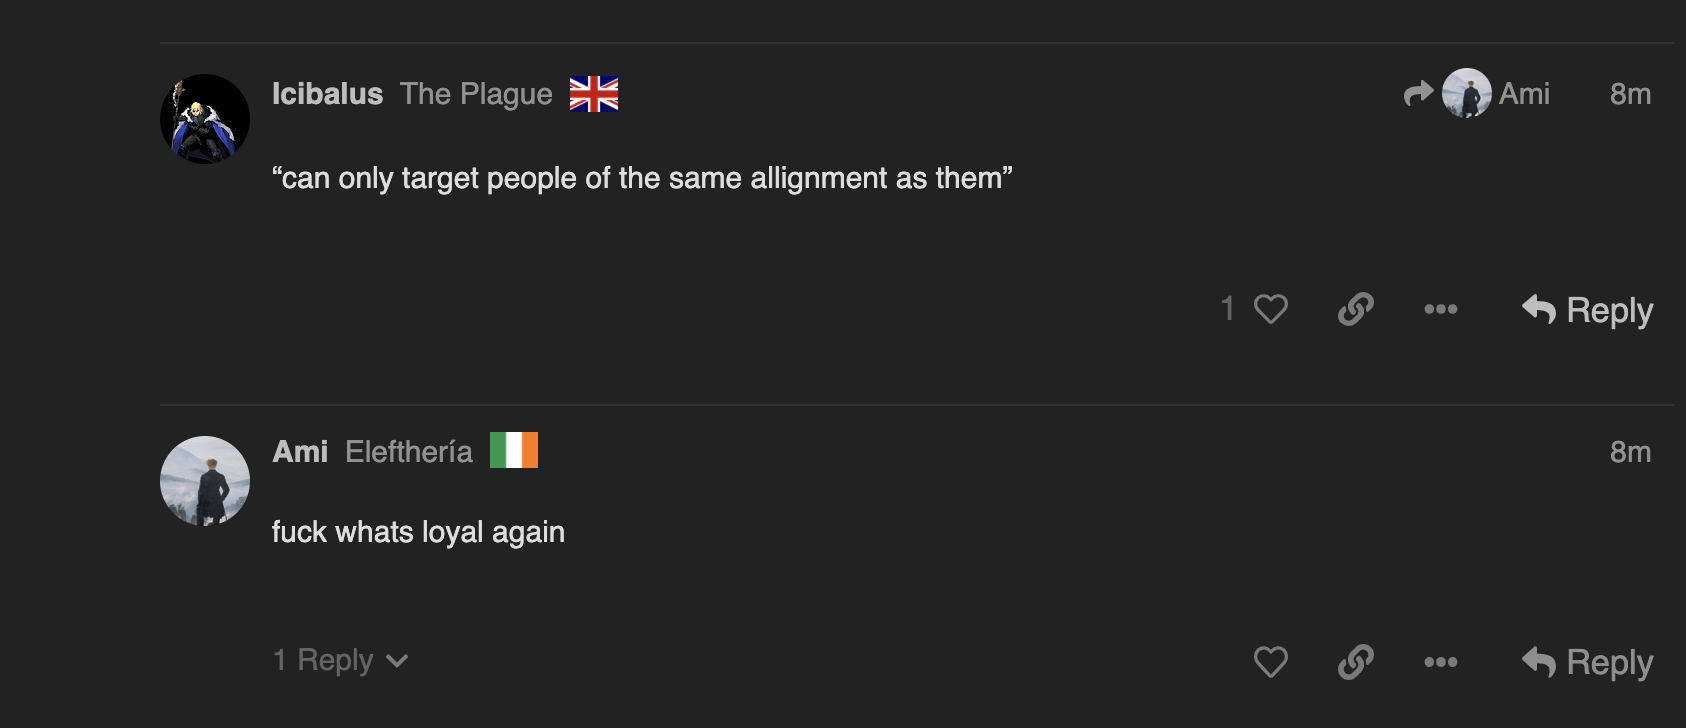 Icibalus The Plague Ami 8m
“can only target people of the same allignment as them”
1 Reply
Ami Elefthería 8m
fuck whats loyal again
1 Reply Reply